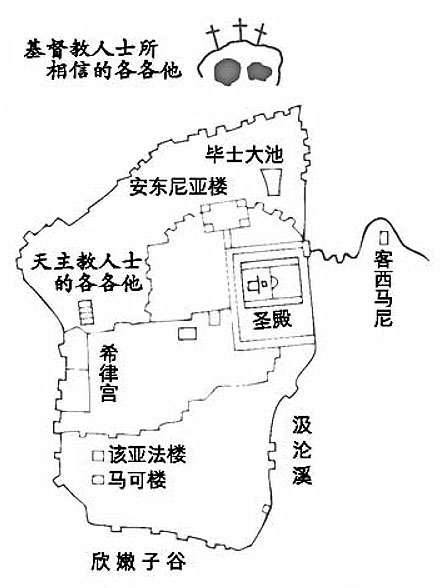 基督教人士所
相信的各各他
毕士大池
安东尼亚楼
天主教人士
的各各他
客西马尼
圣殿
希律宫
汲沦溪
该亚法楼
马可楼
欣嫩子谷